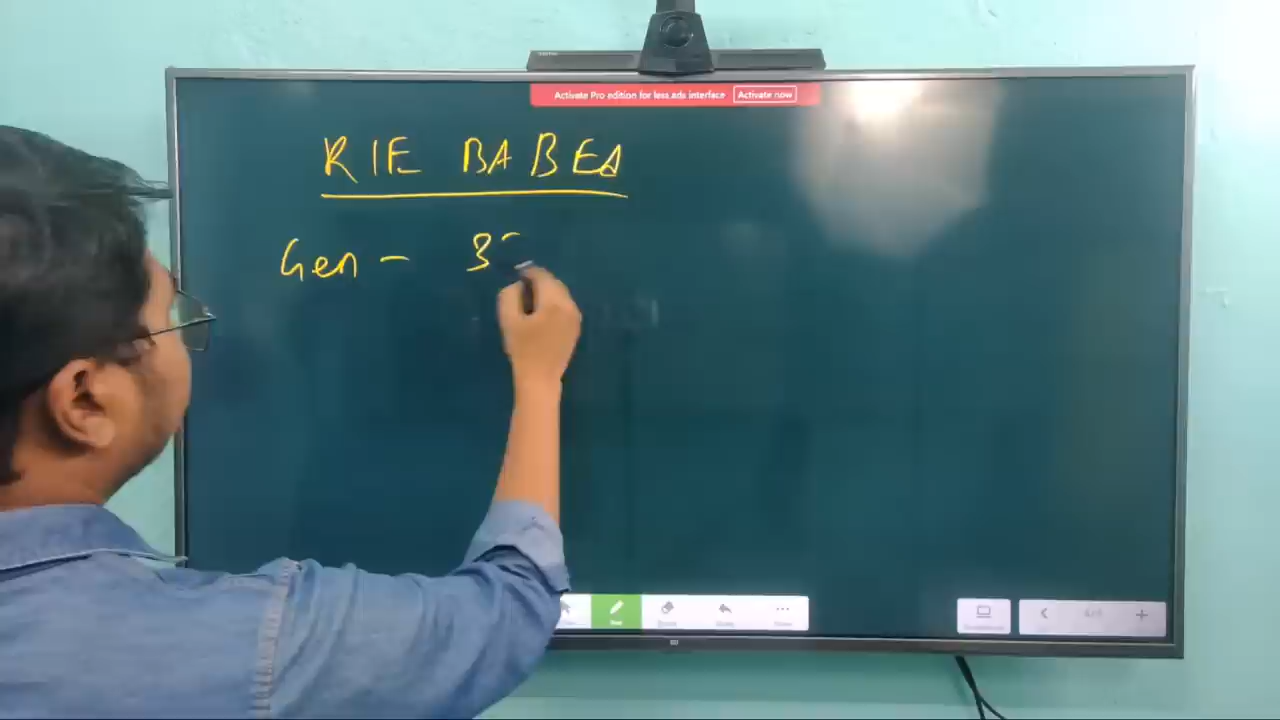 Activate Pro edition for less ads interface Activate now
RIE BABEd
Gen - 3